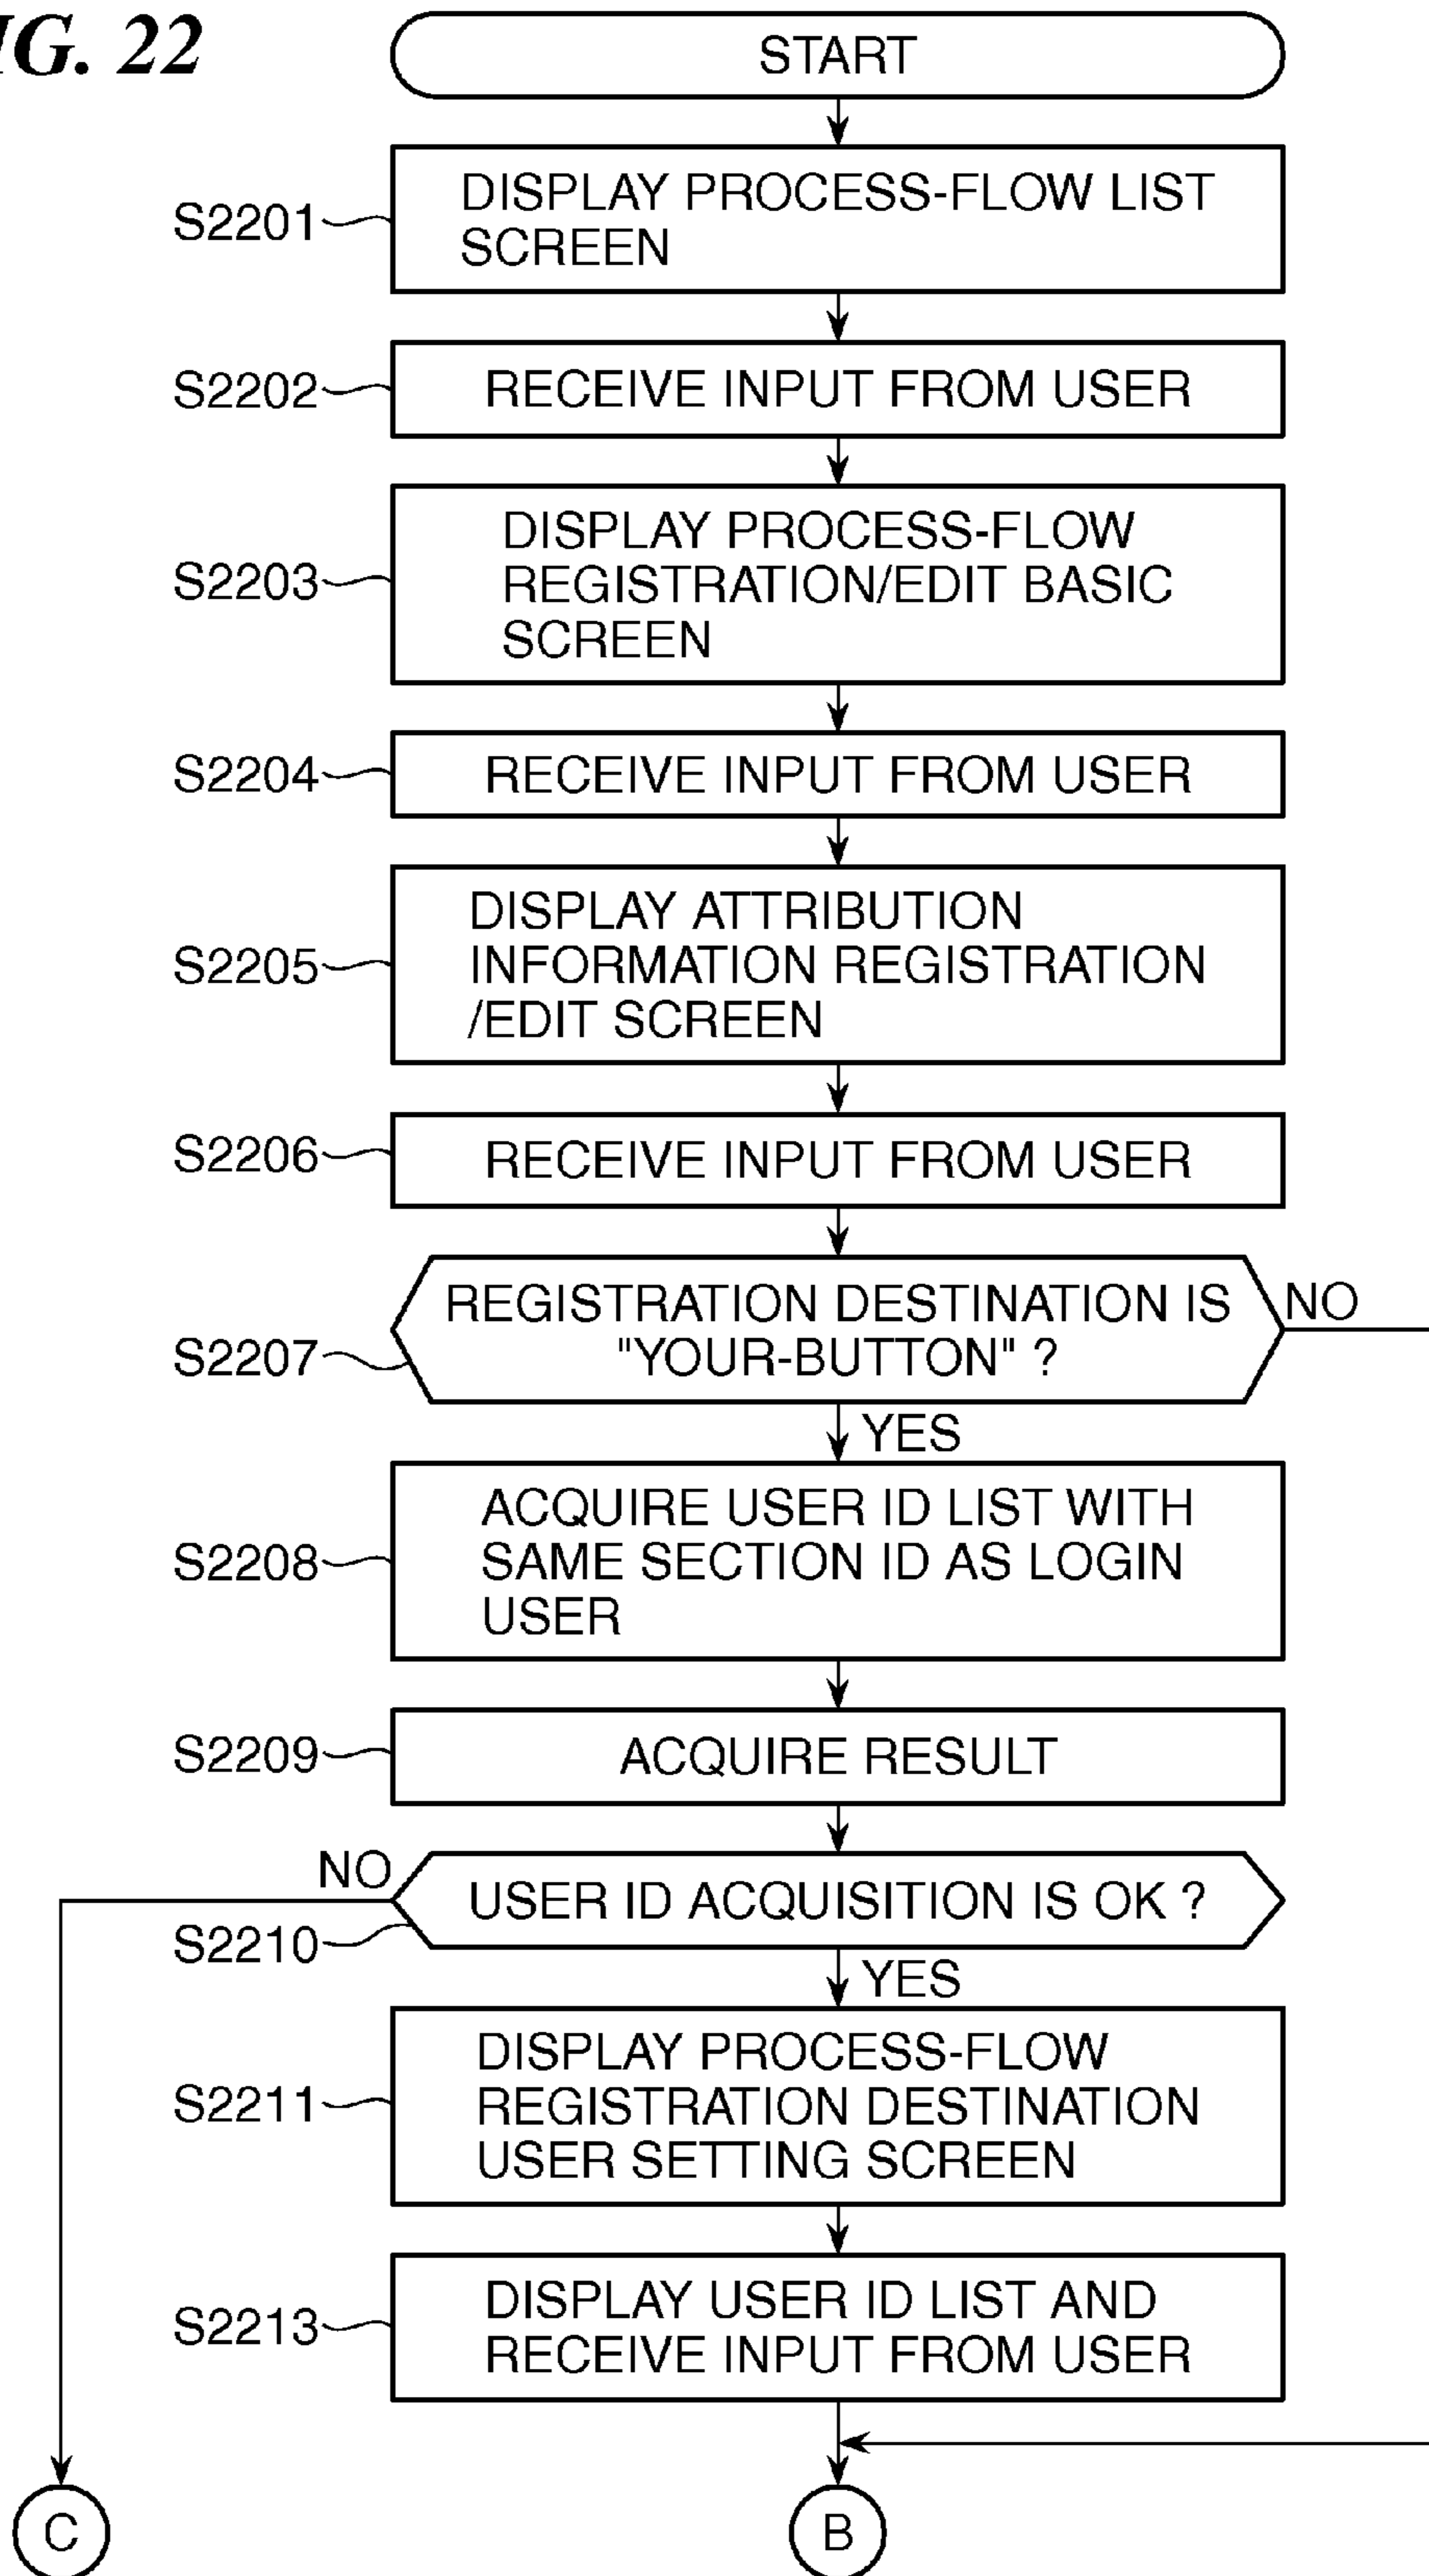 IG. 22
START
S2201
DISPLAY PROCESS-FLOW LIST
SCREEN
S2202
RECEIVE INPUT FROM USER
S2203
DISPLAY PROCESS-FLOW
REGISTRATION/EDIT BASIC
SCREEN
S2204
RECEIVE INPUT FROM USER
S2205
DISPLAY ATTRIBUTION
INFORMATION REGISTRATION
/EDIT SCREEN
S2206
RECEIVE INPUT FROM USER
S2207
REGISTRATION DESTINATION IS
"YOUR-BUTTON" ?
NO
YES
S2208
ACQUIRE USER ID LIST WITH
SAME SECTION ID AS LOGIN
USER
S2209
ACQUIRE RESULT
NO
S2210
USER ID ACQUISITION IS OK ?
YES
S2211
DISPLAY PROCESS-FLOW
REGISTRATION DESTINATION
USER SETTING SCREEN
S2213
DISPLAY USER ID LIST AND
RECEIVE INPUT FROM USER
C
B